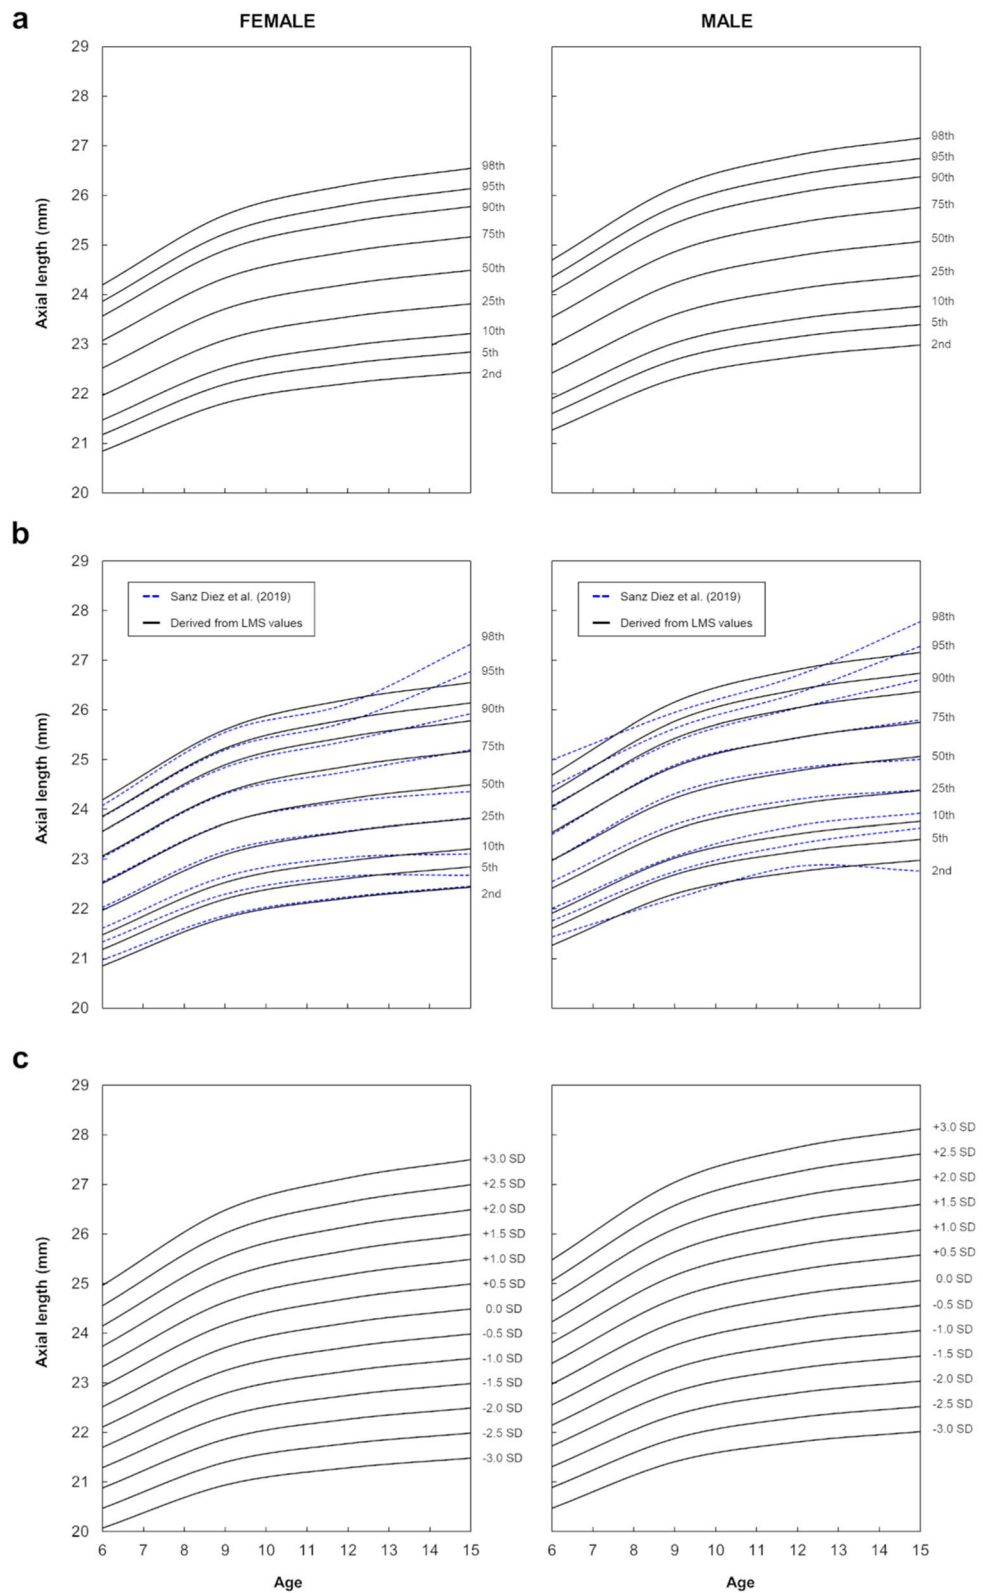 a
FEMALE
MALE
Axial length (mm)
29
28
27
26
25
24
23
22
21
20
98th
95th
90th
75th
50th
25th
10th
5th
2nd
98th
95th
90th
75th
50th
25th
10th
5th
2nd
b
Axial length (mm)
29
28
27
26
25
24
23
22
21
20
Sanz Diez et al. (2019)
Derived from LMS values
98th
95th
90th
75th
50th
25th
10th
5th
2nd
Sanz Diez et al. (2019)
Derived from LMS values
98th
95th
90th
75th
50th
25th
10th
5th
2nd
c
Axial length (mm)
29
28
27
26
25
24
23
22
21
20
+3.0 SD
+2.5 SD
+2.0 SD
+1.5 SD
+1.0 SD
+0.5 SD
0.0 SD
-0.5 SD
-1.0 SD
-1.5 SD
-2.0 SD
-2.5 SD
-3.0 SD
+3.0 SD
+2.5 SD
+2.0 SD
+1.5 SD
+1.0 SD
+0.5 SD
0.0 SD
-0.5 SD
-1.0 SD
-1.5 SD
-2.0 SD
-2.5 SD
-3.0 SD
6 7 8 9 10 11 12 13 14 15
6 7 8 9 10 11 12 13 14 15
Age
Age